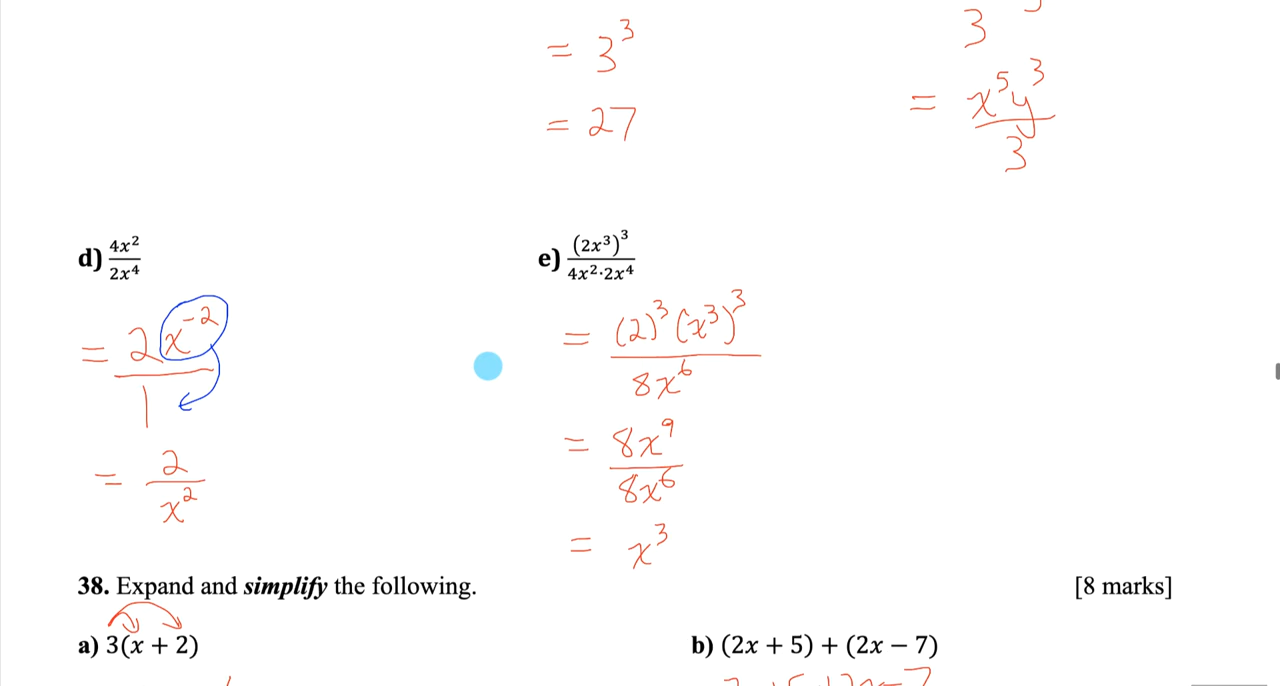 = 3³
= 27
3
= x⁵y³/3
d) 4x²/2x⁴
= 2x⁻²/1
= 2/x²
e) (2x³)³/4x²·2x⁴
= (2)³(x³)³/8x⁶
= 8x⁹/8x⁶
= x³
38. Expand and simplify the following. [8 marks]
a) 3(x + 2)
b) (2x + 5) + (2x − 7)